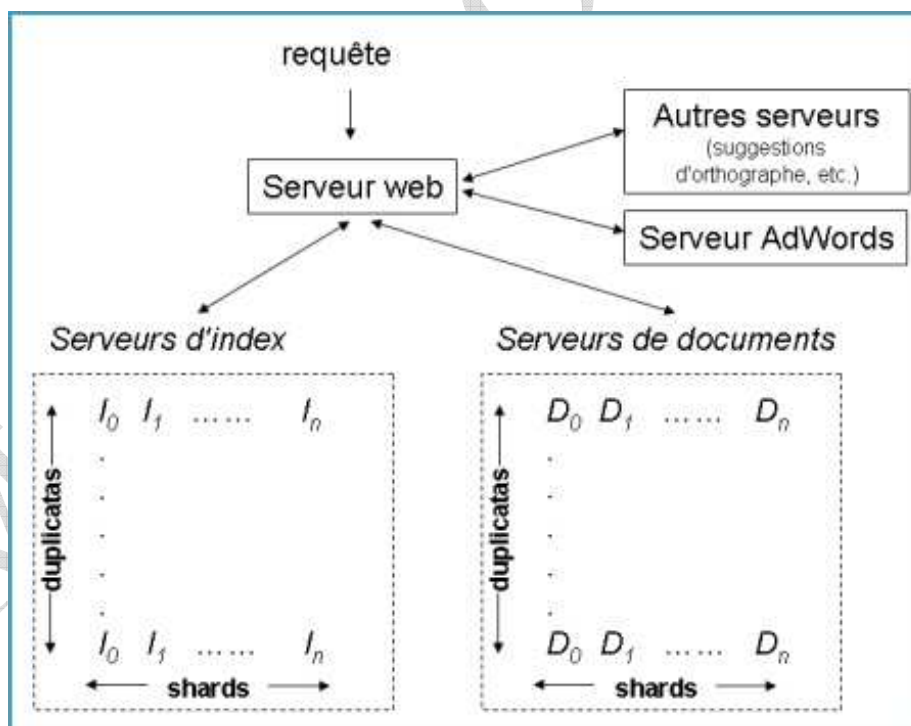 requête
Autres serveurs
(suggestions
d'orthographe, etc.)
Serveur web
Serveur AdWords
Serveurs d'index
Serveurs de documents
I0 I1 ...... In
D0 D1 ...... Dn
duplicatas
duplicatas
I0 I1 ...... In
D0 D1 ...... Dn
shards
shards